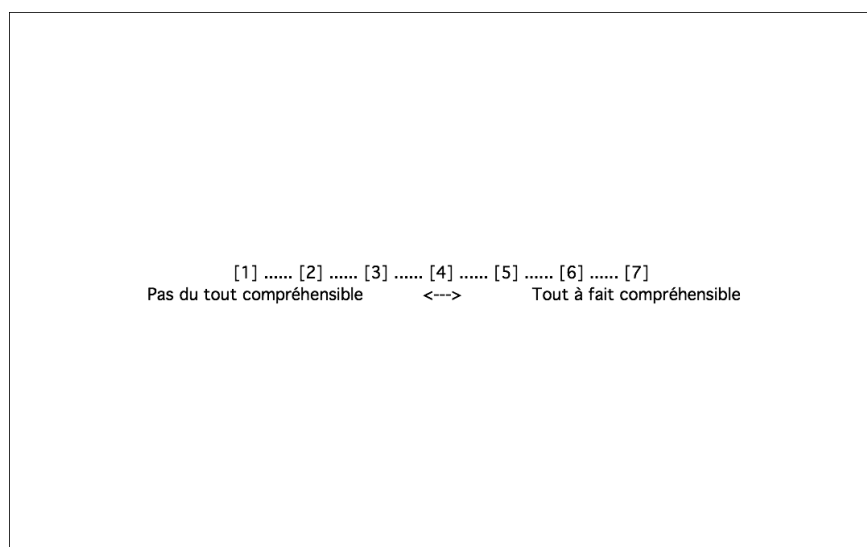 [1] ...... [2] ...... [3] ...... [4] ...... [5] ...... [6] ...... [7]
Pas du tout compréhensible <---> Tout à fait compréhensible